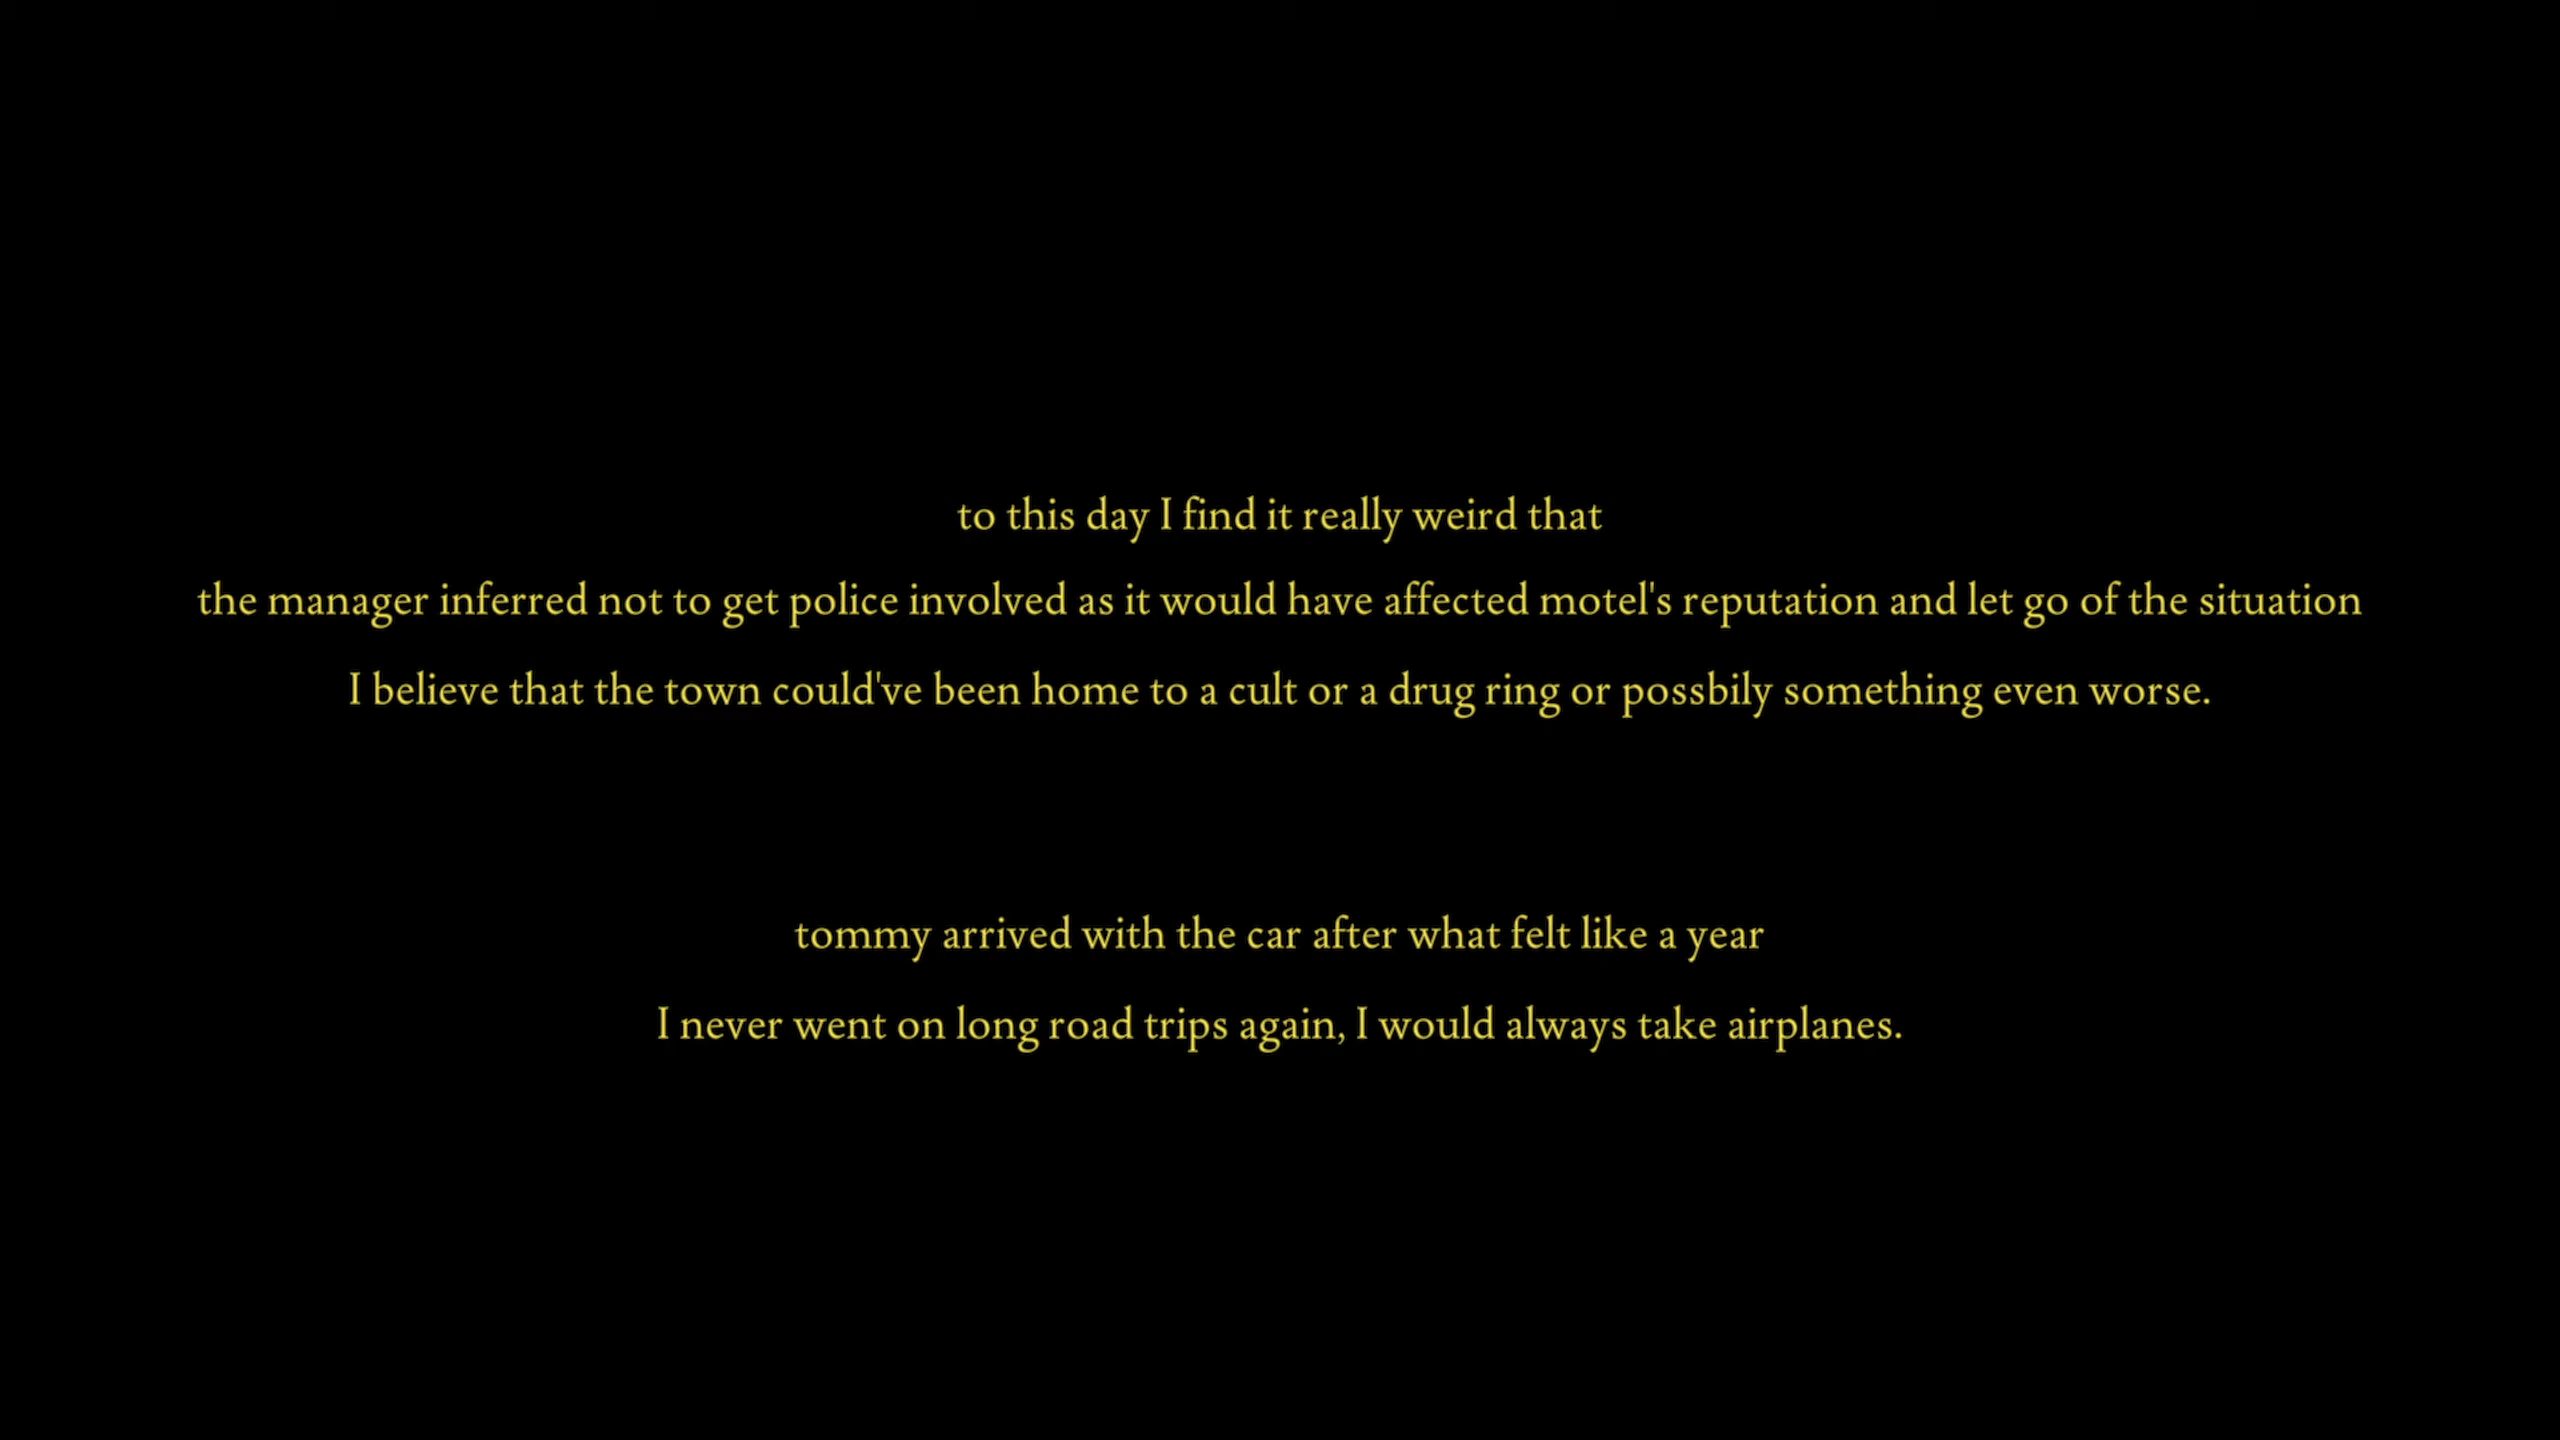 to this day I find it really weird that
the manager inferred not to get police involved as it would have affected motel's reputation and let go of the situation
I believe that the town could've been home to a cult or a drug ring or possbily something even worse.
tommy arrived with the car after what felt like a year
I never went on long road trips again, I would always take airplanes.